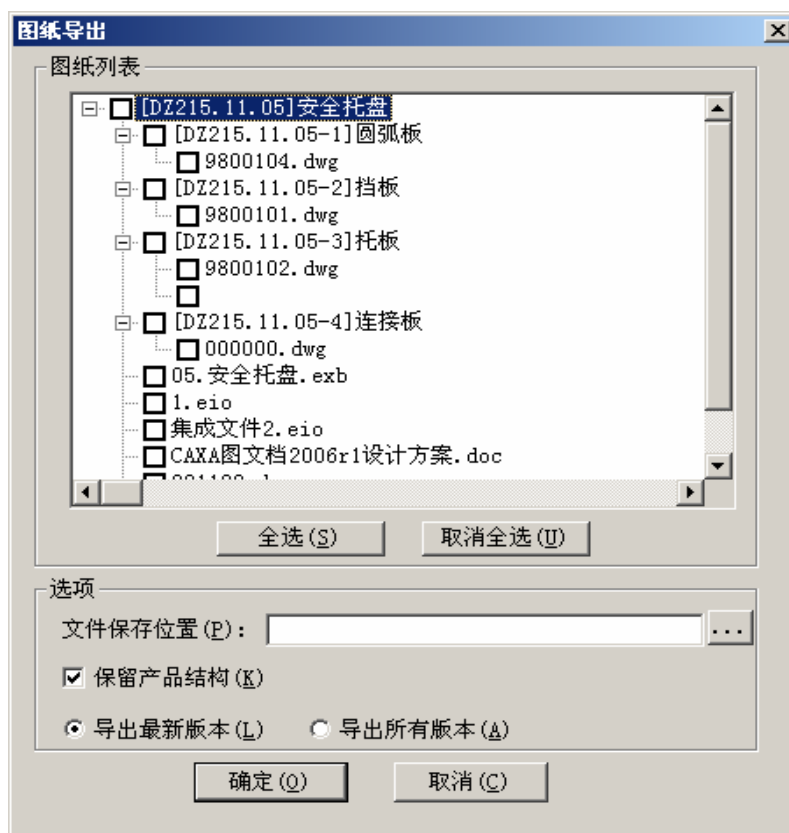 图纸导出
图纸列表
[DZ215.11.05]安全托盘
[DZ215.11.05-1]圆弧板
9800104.dwg
[DZ215.11.05-2]挡板
9800101.dwg
[DZ215.11.05-3]托板
9800102.dwg
[DZ215.11.05-4]连接板
000000.dwg
05.安全托盘.exb
1.eio
集成文件2.eio
CAXA图文档2006r1设计方案.doc
全选(S) 取消全选(U)
选项
文件保存位置(P): ...
保留产品结构(K)
导出最新版本(L) 导出所有版本(A)
确定(O) 取消(C)